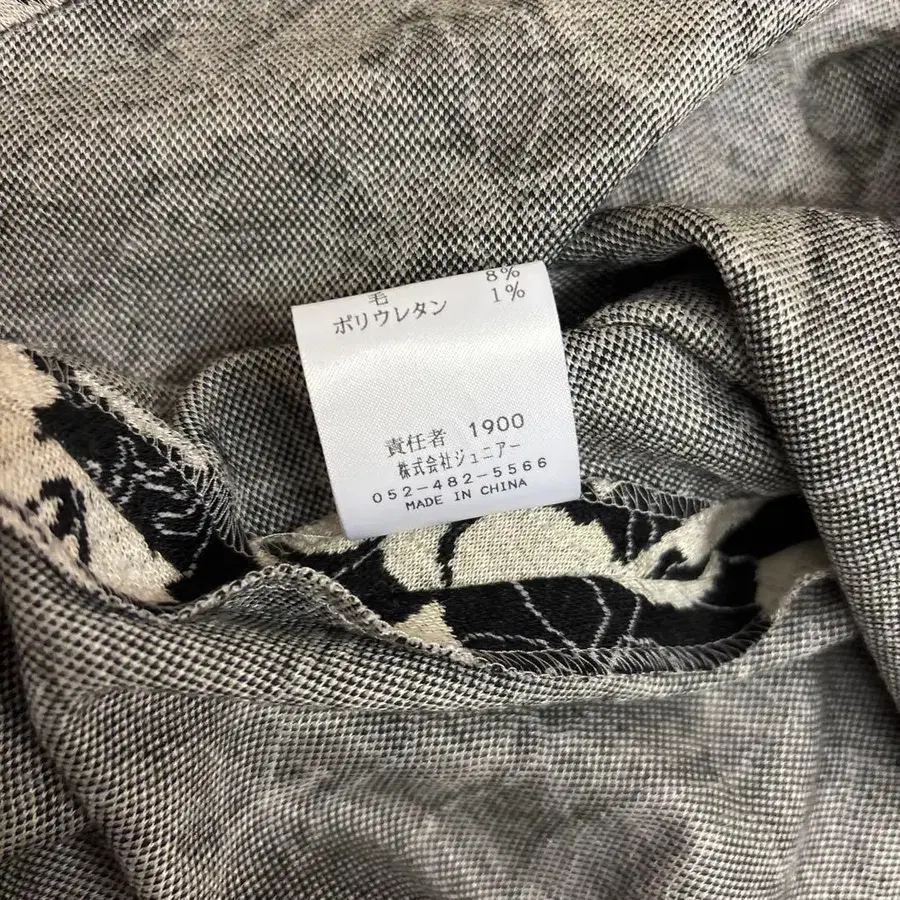 毛 8%
ポリウレタン 1%
責任者 1900
株式会社ジュニアー
052-482-5566
MADE IN CHINA